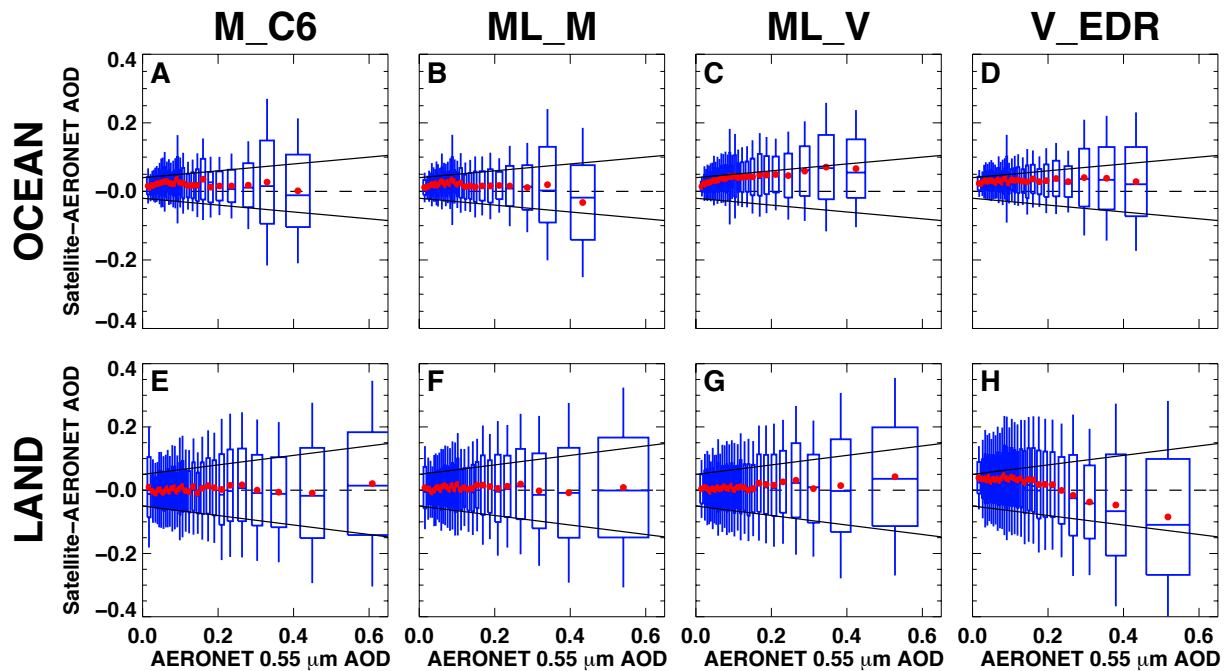 M_C6 ML_M ML_V V_EDR
OCEAN
Satellite−AERONET AOD
A B C D
0.4
0.2
−0.0
−0.2
−0.4
LAND
Satellite−AERONET AOD
E F G H
0.4
0.2
−0.0
−0.2
−0.4
0.0 0.2 0.4 0.6 0.0 0.2 0.4 0.6 0.0 0.2 0.4 0.6 0.0 0.2 0.4 0.6
AERONET 0.55 μm AOD AERONET 0.55 μm AOD AERONET 0.55 μm AOD AERONET 0.55 μm AOD